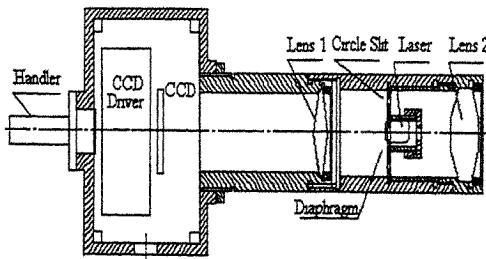 Lens 1 Circle Slit Laser Lens 2
Handler
CCD
Driver
CCD
Diaphragm